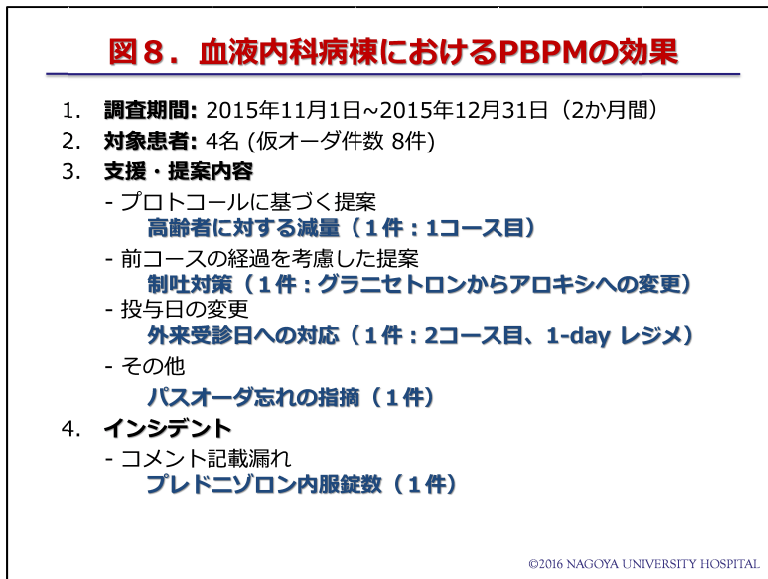 図８．血液内科病棟におけるPBPMの効果
1. 調査期間: 2015年11月1日~2015年12月31日（2か月間）
2. 対象患者: 4名 (仮オーダ件数 8件)
3. 支援・提案内容
- プロトコールに基づく提案
高齢者に対する減量（１件：1コース目）
- 前コースの経過を考慮した提案
制吐対策（１件：グラニセトロンからアロキシへの変更）
- 投与日の変更
外来受診日への対応（１件：2コース目、1-day レジメ）
- その他
パスオーダ忘れの指摘（１件）
4. インシデント
- コメント記載漏れ
プレドニゾロン内服錠数（１件）
©2016 NAGOYA UNIVERSITY HOSPITAL